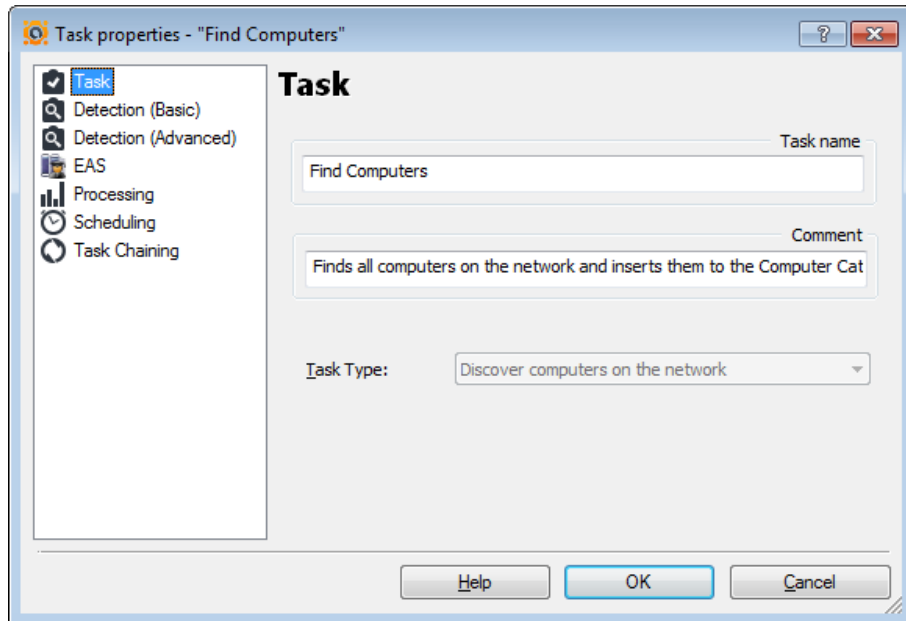 Task properties - "Find Computers"
?
Task
Detection (Basic)
Detection (Advanced)
EAS
Processing
Scheduling
Task Chaining
Task
Task name
Find Computers
Comment
Finds all computers on the network and inserts them to the Computer Cat
Task Type:
Discover computers on the network
Help
OK
Cancel